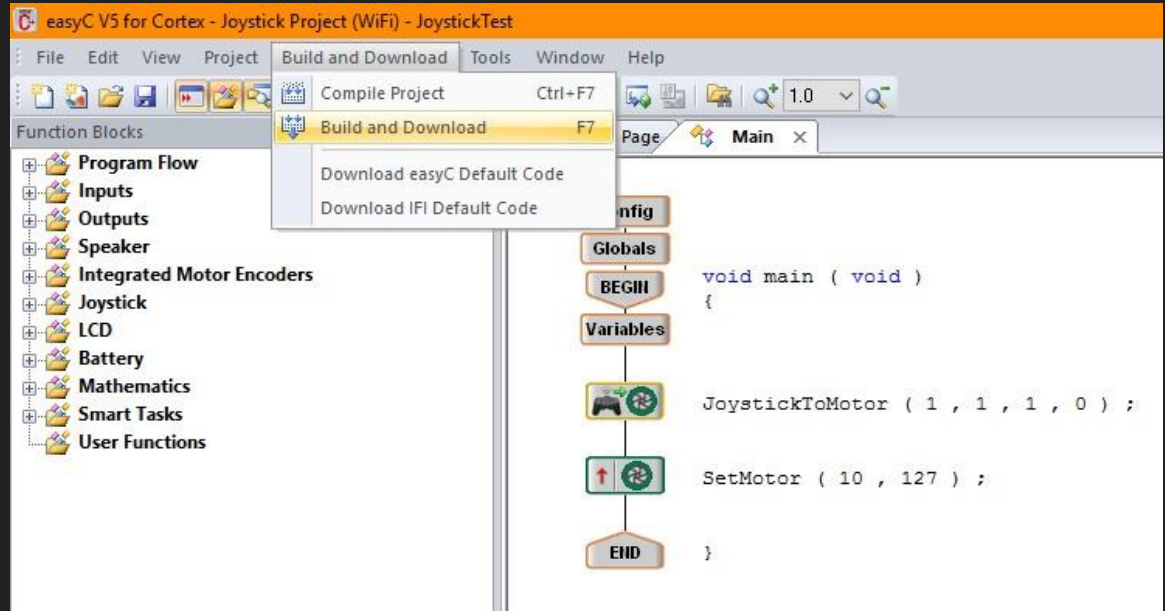 easyC V5 for Cortex - Joystick Project (WiFi) - JoystickTest
File Edit View Project Build and Download Tools Window Help
Compile Project Ctrl+F7
Build and Download F7
Download easyC Default Code
Download IFI Default Code
1.0
Function Blocks
Program Flow
Inputs
Outputs
Speaker
Integrated Motor Encoders
Joystick
LCD
Battery
Mathematics
Smart Tasks
User Functions
Page Main
nfig
Globals
BEGIN void main ( void )
{
Variables
JoystickToMotor ( 1 , 1 , 1 , 0 ) ;
SetMotor ( 10 , 127 ) ;
END }